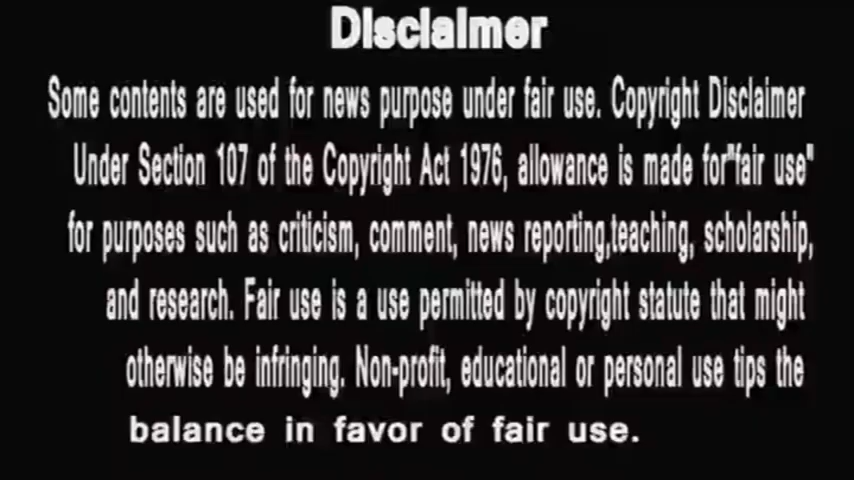 Disclaimer
Some contents are used for news purpose under fair use. Copyright Disclaimer
Under Section 107 of the Copyright Act 1976, allowance is made for"fair use"
for purposes such as criticism, comment, news reporting,teaching, scholarship,
and research. Fair use is a use permitted by copyright statute that might
otherwise be infringing. Non-profit, educational or personal use tips the
balance in favor of fair use.